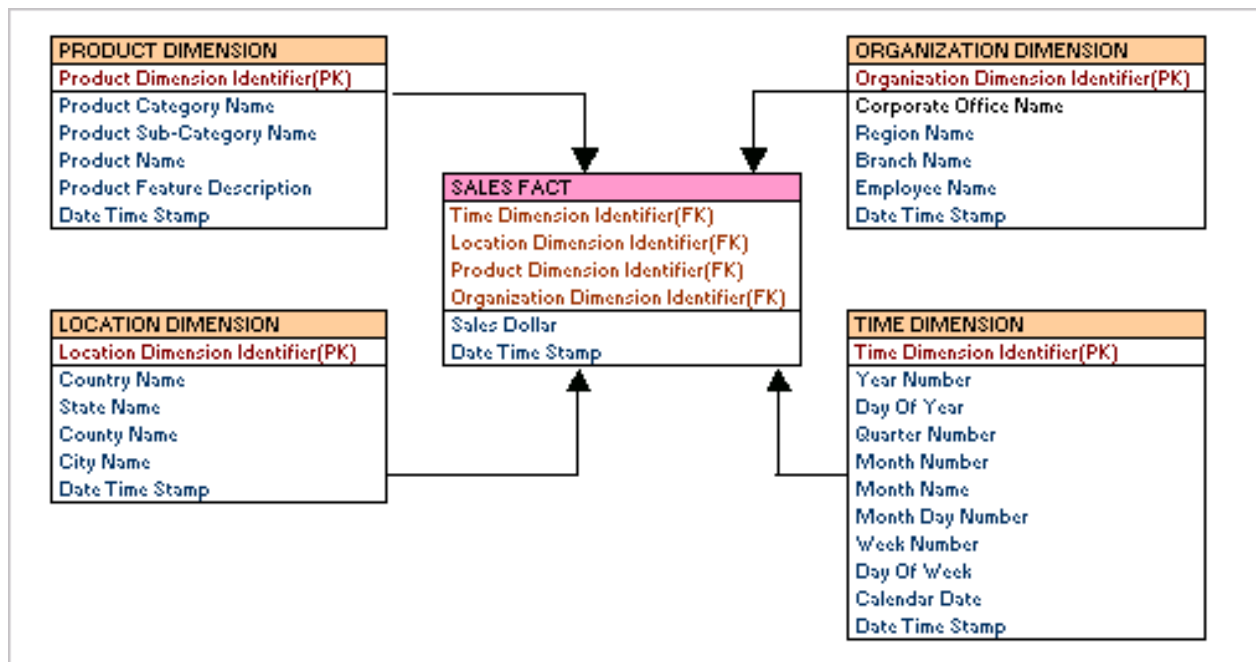 PRODUCT DIMENSION
Product Dimension Identifier(PK)
Product Category Name
Product Sub-Category Name
Product Name
Product Feature Description
Date Time Stamp
ORGANIZATION DIMENSION
Organization Dimension Identifier(PK)
Corporate Office Name
Region Name
Branch Name
Employee Name
Date Time Stamp
SALES FACT
Time Dimension Identifier(FK)
Location Dimension Identifier(FK)
Product Dimension Identifier(FK)
Organization Dimension Identifier(FK)
Sales Dollar
Date Time Stamp
LOCATION DIMENSION
Location Dimension Identifier(PK)
Country Name
State Name
County Name
City Name
Date Time Stamp
TIME DIMENSION
Time Dimension Identifier(PK)
Year Number
Day Of Year
Quarter Number
Month Number
Month Name
Month Day Number
Week Number
Day Of Week
Calendar Date
Date Time Stamp